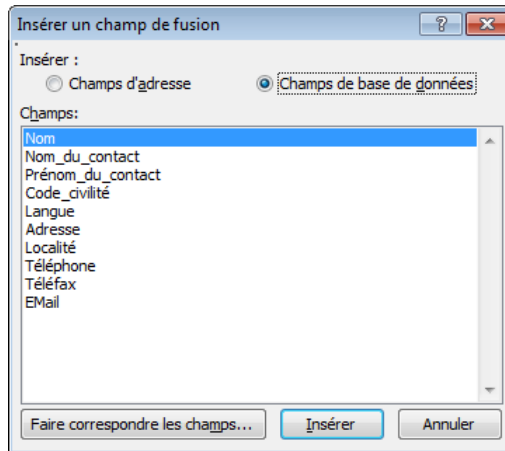 Insérer un champ de fusion
Insérer :
Champs d'adresse Champs de base de données
Champs:
Nom
Nom_du_contact
Prénom_du_contact
Code_civilité
Langue
Adresse
Localité
Téléphone
Téléfax
EMail
Faire correspondre les champs... Insérer Annuler